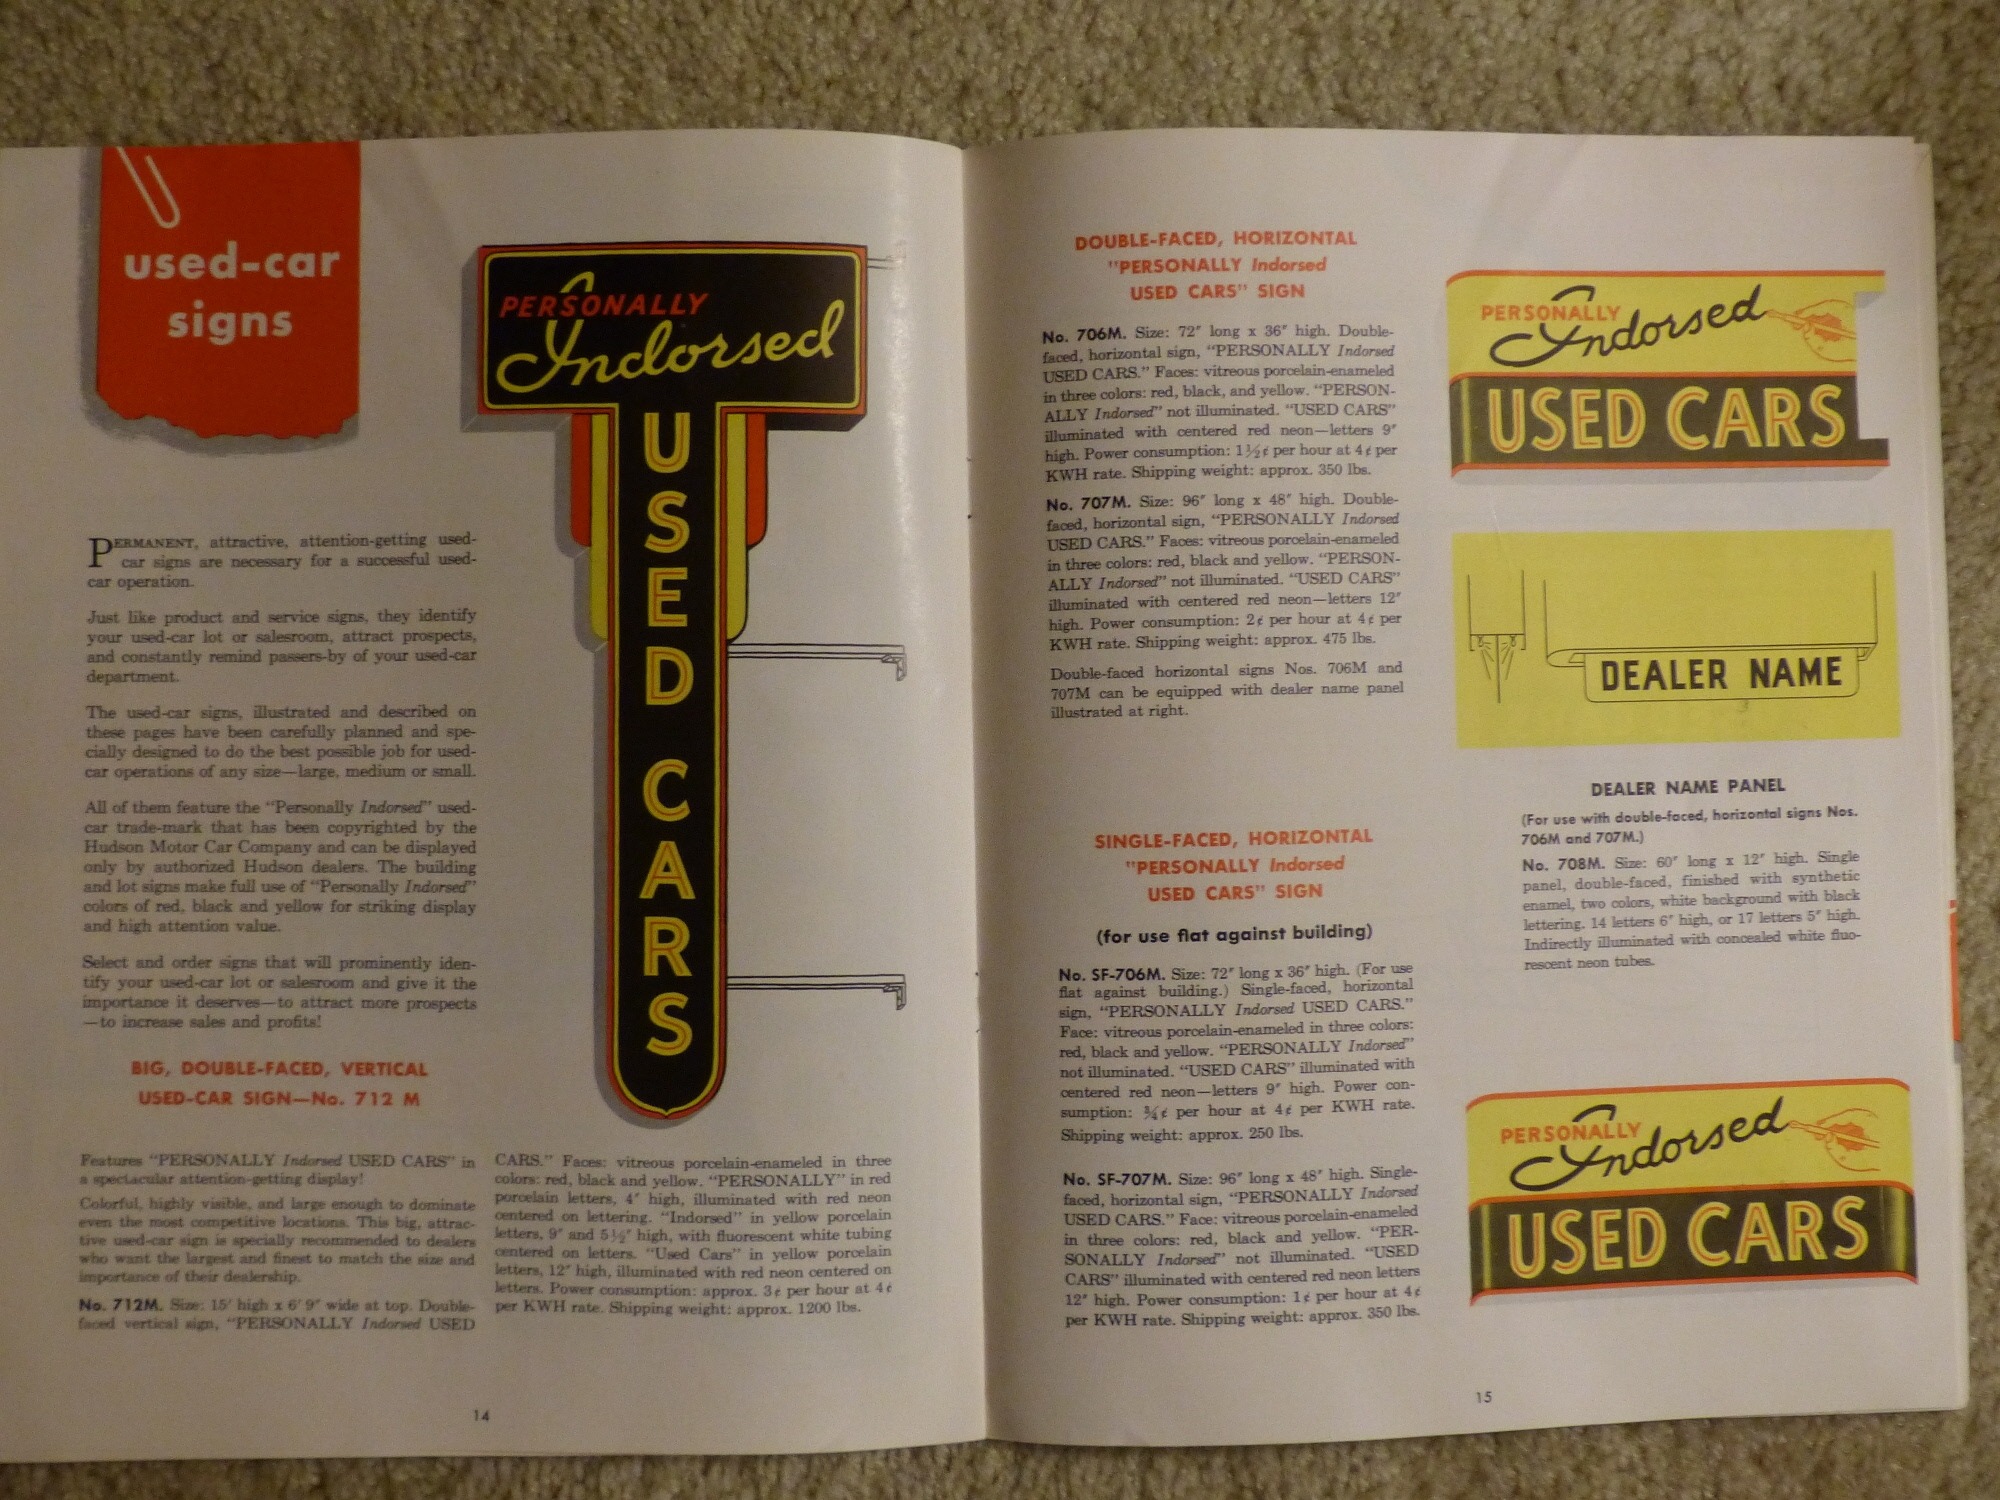 used-car
signs
PERMANENT, attractive, attention-getting used-
car signs are necessary for a successful used-
car operation.
Just like product and service signs, they identify
your used-car lot or salesroom, attract prospects,
and constantly remind passers-by of your used-car
department.
The used-car signs, illustrated and described on
these pages have been carefully planned and spe-
cially designed to do the best possible job for used-
car operations of any size—large, medium or small.
All of them feature the "Personally Indorsed" used-
car trade-mark that has been copyrighted by the
Hudson Motor Car Company and can be displayed
only by authorized Hudson dealers. The building
and lot signs make full use of "Personally Indorsed"
colors of red, black and yellow for striking display
and high attention value.
Select and order signs that will prominently iden-
tify your used-car lot or salesroom and give it the
importance it deserves—to attract more prospects
—to increase sales and profits!
BIG, DOUBLE-FACED, VERTICAL
USED-CAR SIGN—No. 712 M
Features "PERSONALLY Indorsed USED CARS" in
a spectacular attention-getting display!
Colorful, highly visible, and large enough to dominate
even the most competitive locations. This big, attrac-
tive used-car sign is specially recommended to dealers
who want the largest and finest to match the size and
importance of their dealership.
No. 712M. Size: 15' high x 6' 9" wide at top. Double-
faced vertical sign, "PERSONALLY Indorsed USED
CARS." Faces: vitreous porcelain-enameled in three
colors: red, black and yellow. "PERSONALLY" in red
porcelain letters, 4" high, illuminated with red neon
centered on lettering. "Indorsed" in yellow porcelain
letters, 9" and 5½" high, with fluorescent white tubing
centered on letters. "Used Cars" in yellow porcelain
letters, 12" high, illuminated with red neon centered on
letters. Power consumption: approx. 3¢ per hour at 4¢
per KWH rate. Shipping weight: approx. 1200 lbs.
PERSONALLY
Indorsed
USED CARS
14
DOUBLE-FACED, HORIZONTAL
"PERSONALLY Indorsed
USED CARS" SIGN
No. 706M. Size: 72" long x 36" high. Double-
faced, horizontal sign, "PERSONALLY Indorsed
USED CARS." Faces: vitreous porcelain-enameled
in three colors: red, black, and yellow. "PERSON-
ALLY Indorsed" not illuminated. "USED CARS"
illuminated with centered red neon—letters 9"
high. Power consumption: 1½¢ per hour at 4¢ per
KWH rate. Shipping weight: approx. 350 lbs.
No. 707M. Size: 96" long x 48" high. Double-
faced, horizontal sign, "PERSONALLY Indorsed
USED CARS." Faces: vitreous porcelain-enameled
in three colors: red, black and yellow. "PERSON-
ALLY Indorsed" not illuminated. "USED CARS"
illuminated with centered red neon—letters 12"
high. Power consumption: 2¢ per hour at 4¢ per
KWH rate. Shipping weight: approx. 475 lbs.
Double-faced horizontal signs Nos. 706M and
707M can be equipped with dealer name panel
illustrated at right.
SINGLE-FACED, HORIZONTAL
"PERSONALLY Indorsed
USED CARS" SIGN
(for use flat against building)
No. SF-706M. Size: 72" long x 36" high. (For use
flat against building.) Single-faced, horizontal
sign, "PERSONALLY Indorsed USED CARS."
Face: vitreous porcelain-enameled in three colors:
red, black and yellow. "PERSONALLY Indorsed"
not illuminated. "USED CARS" illuminated with
centered red neon—letters 9" high. Power con-
sumption: ¾¢ per hour at 4¢ per KWH rate.
Shipping weight: approx. 250 lbs.
No. SF-707M. Size: 96" long x 48" high. Single-
faced, horizontal sign, "PERSONALLY Indorsed
USED CARS." Face: vitreous porcelain-enameled
in three colors: red, black and yellow. "PER-
SONALLY Indorsed" not illuminated. "USED
CARS" illuminated with centered red neon letters
12" high. Power consumption: 1¢ per hour at 4¢
per KWH rate. Shipping weight: approx. 350 lbs.
PERSONALLY
Indorsed
USED CARS
DEALER NAME
DEALER NAME PANEL
(For use with double-faced, horizontal signs Nos.
706M and 707M.)
No. 708M. Size: 60" long x 12" high. Single
panel, double-faced, finished with synthetic
enamel, two colors, white background with black
lettering. 14 letters 6" high, or 17 letters 5" high.
Indirectly illuminated with concealed white fluo-
rescent neon tubes.
PERSONALLY
Indorsed
USED CARS
15